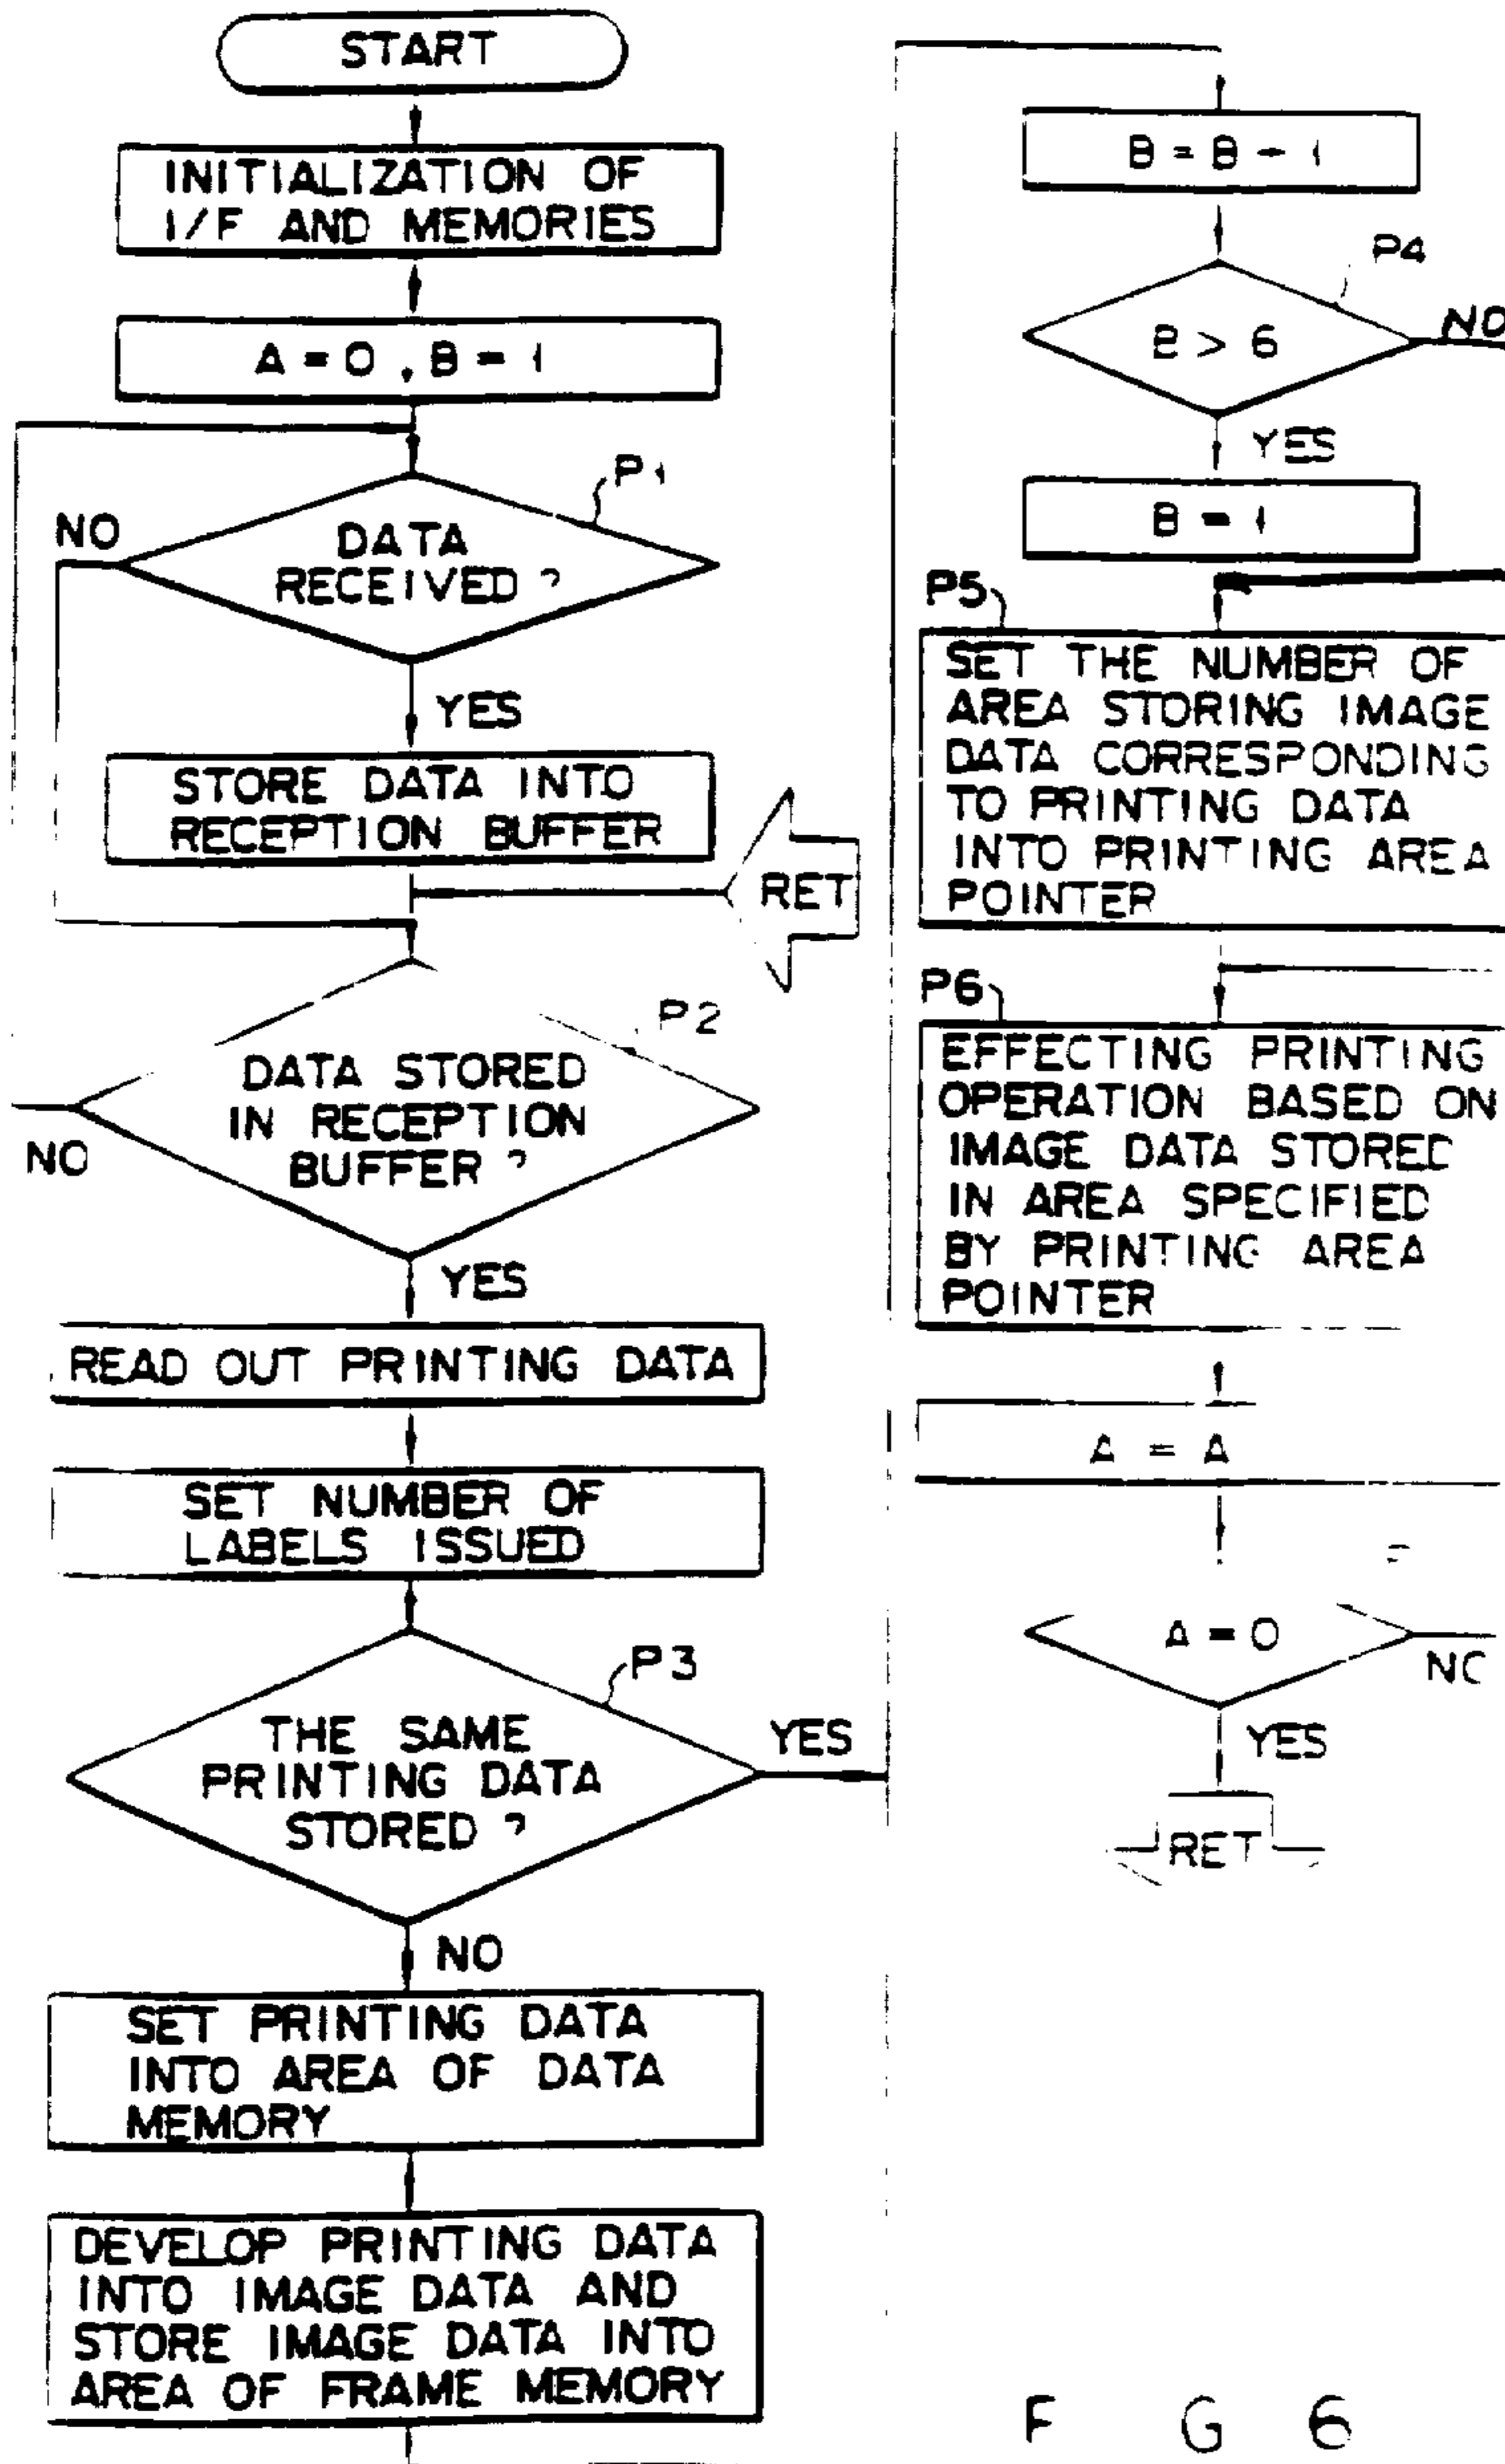 START
INITIALIZATION OF
I/F AND MEMORIES
A = 0 , B = 1
P1
NO
DATA
RECEIVED ?
YES
STORE DATA INTO
RECEPTION BUFFER
RET
P2
DATA STORED
IN RECEPTION
BUFFER ?
NO
YES
READ OUT PRINTING DATA
SET NUMBER OF
LABELS ISSUED
P3
THE SAME
PRINTING DATA
STORED ?
YES
NO
SET PRINTING DATA
INTO AREA OF DATA
MEMORY
DEVELOP PRINTING DATA
INTO IMAGE DATA AND
STORE IMAGE DATA INTO
AREA OF FRAME MEMORY
B = B - 1
P4
B > 6
NO
YES
B = 1
P5
SET THE NUMBER OF
AREA STORING IMAGE
DATA CORRESPONDING
TO PRINTING DATA
INTO PRINTING AREA
POINTER
P6
EFFECTING PRINTING
OPERATION BASED ON
IMAGE DATA STORED
IN AREA SPECIFIED
BY PRINTING AREA
POINTER
A = A
A = 0
NO
YES
RET
F G 6